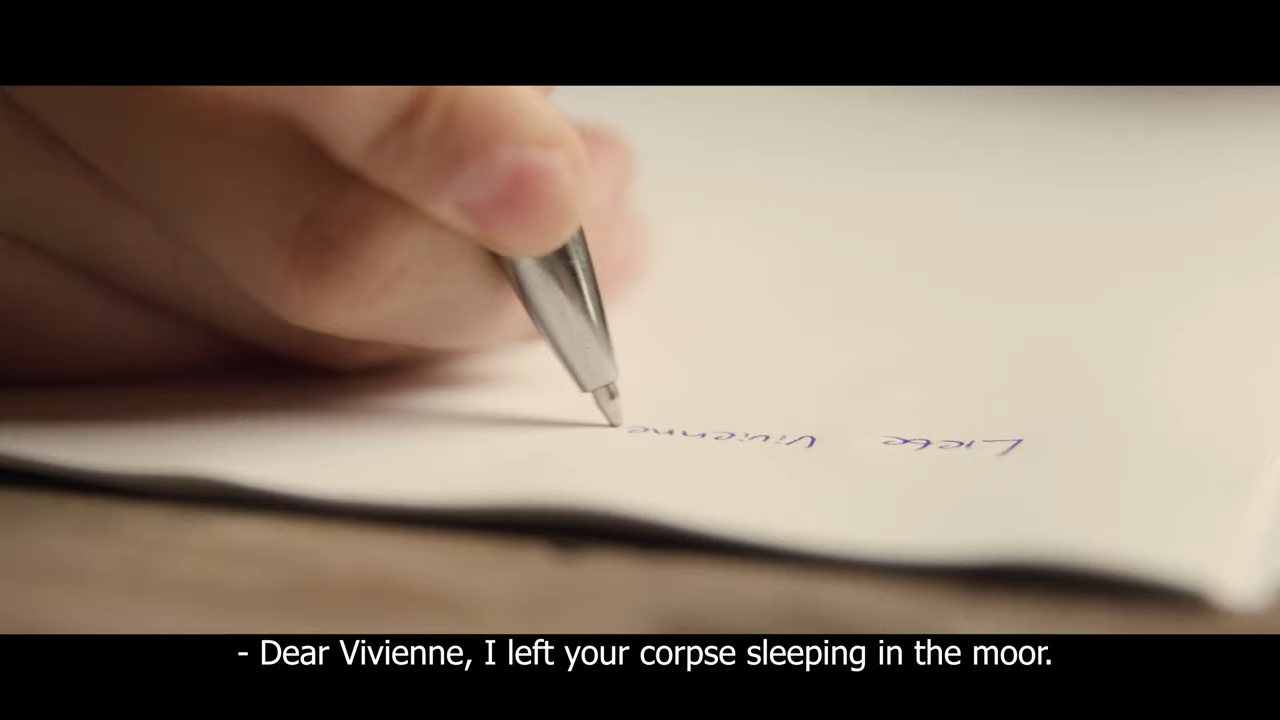 Liebe Vivienne
- Dear Vivienne, I left your corpse sleeping in the moor.